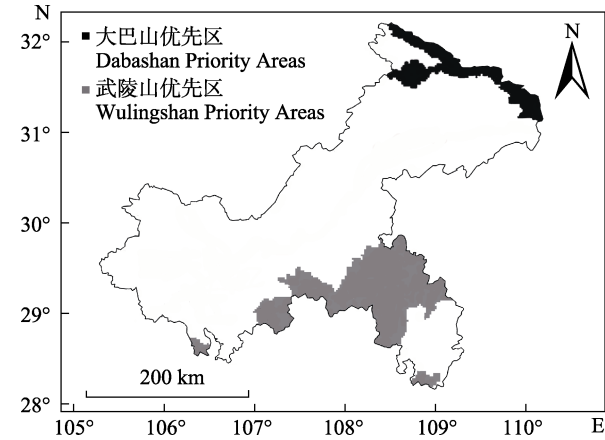 N
32°
31°
30°
29°
28°
大巴山优先区
Dabashan Priority Areas
武陵山优先区
Wulingshan Priority Areas
N
200 km
105° 106° 107° 108° 109° 110° E